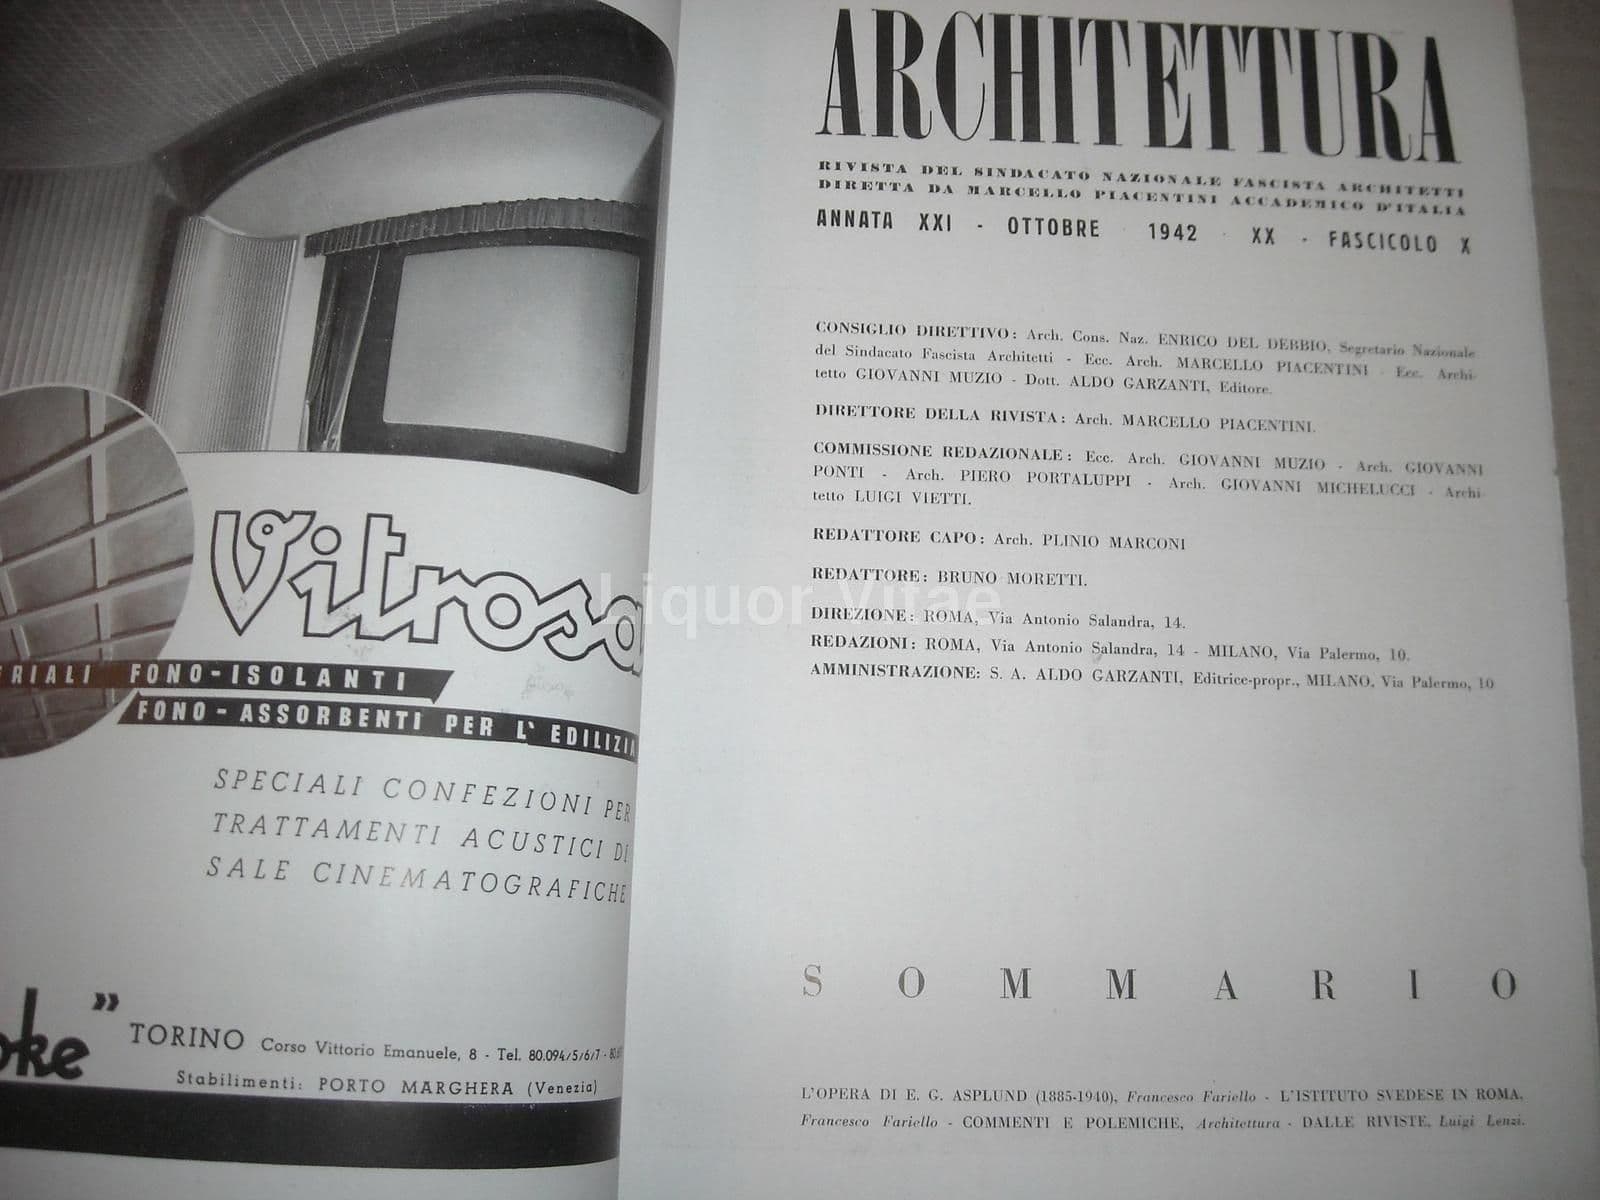 Vitrosa
ERIALI FONO-ISOLANTI
FONO-ASSORBENTI PER L'EDILIZIA
SPECIALI CONFEZIONI PER
TRATTAMENTI ACUSTICI DI
SALE CINEMATOGRAFICHE
oke"
TORINO Corso Vittorio Emanuele, 8 - Tel. 80.094/5/6/7 -
Stabilimenti: PORTO MARGHERA (Venezia)
ARCHITETTURA
RIVISTA DEL SINDACATO NAZIONALE FASCISTA ARCHITETTI
DIRETTA DA MARCELLO PIACENTINI ACCADEMICO D'ITALIA
ANNATA XXI - OTTOBRE 1942 - XX - FASCICOLO X
CONSIGLIO DIRETTIVO: Arch. Cons. Naz. ENRICO DEL DEBBIO, Segretario Nazionale
del Sindacato Fascista Architetti - Ecc. Arch. MARCELLO PIACENTINI - Ecc. Archi-
tetto GIOVANNI MUZIO - Dott. ALDO GARZANTI, Editore.
DIRETTORE DELLA RIVISTA: Arch. MARCELLO PIACENTINI.
COMMISSIONE REDAZIONALE: Ecc. Arch. GIOVANNI MUZIO - Arch. GIOVANNI
PONTI - Arch. PIERO PORTALUPPI - Arch. GIOVANNI MICHELUCCI - Archi-
tetto LUIGI VIETTI.
REDATTORE CAPO: Arch. PLINIO MARCONI
REDATTORE: BRUNO MORETTI.
Liquor Vitae
DIREZIONE: ROMA, Via Antonio Salandra, 14.
REDAZIONI: ROMA, Via Antonio Salandra, 14 - MILANO, Via Palermo, 10.
AMMINISTRAZIONE: S. A. ALDO GARZANTI, Editrice-propr., MILANO, Via Palermo, 10
SOMMARIO
L'OPERA DI E. G. ASPLUND (1885-1940), Francesco Fariello - L'ISTITUTO SVEDESE IN ROMA,
Francesco Fariello - COMMENTI E POLEMICHE, Architettura - DALLE RIVISTE, Luigi Lenzi.